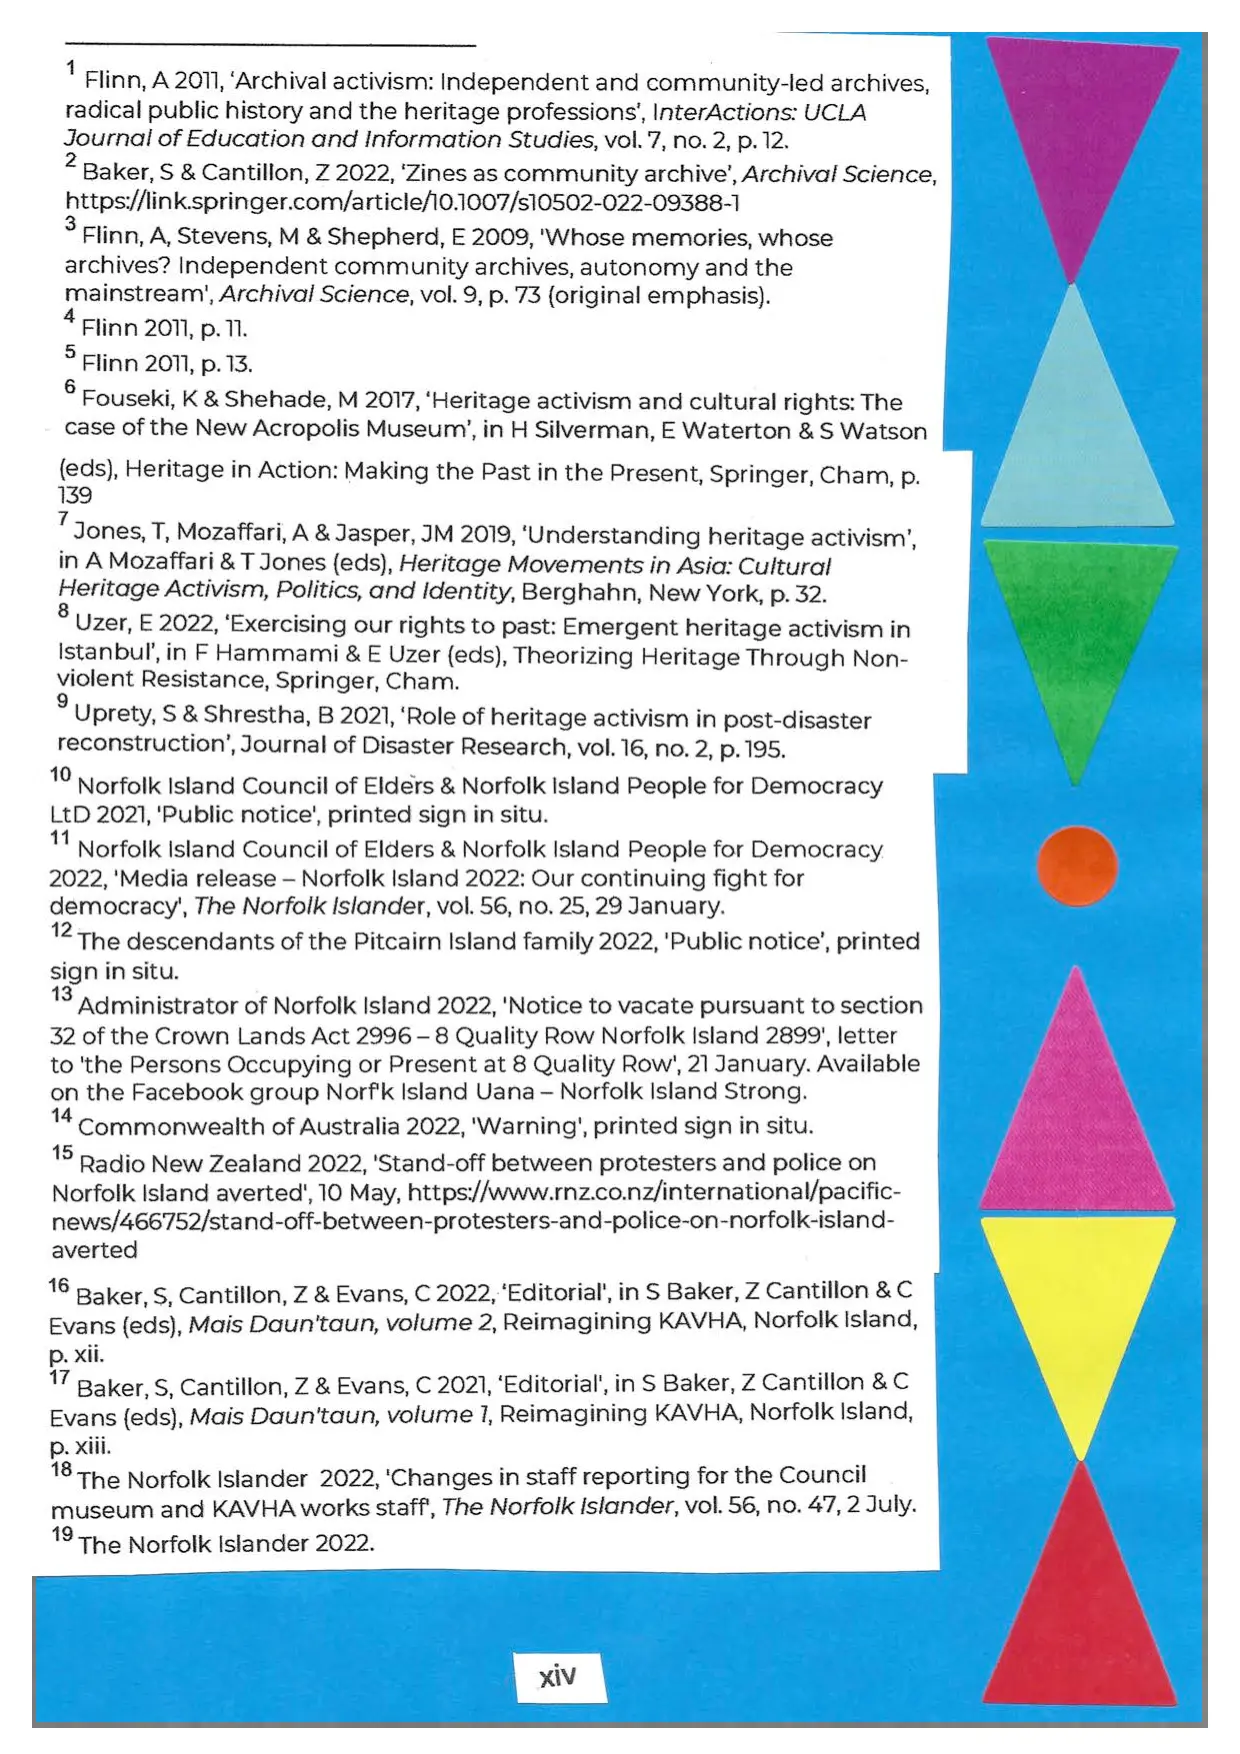 1 Flinn, A 2011, ‘Archival activism: Independent and community-led archives,
radical public history and the heritage professions’, InterActions: UCLA
Journal of Education and Information Studies, vol. 7, no. 2, p. 12.
2 Baker, S & Cantillon, Z 2022, ‘Zines as community archive’, Archival Science,
https://link.springer.com/article/10.1007/s10502-022-09388-1
3 Flinn, A, Stevens, M & Shepherd, E 2009, 'Whose memories, whose
archives? Independent community archives, autonomy and the
mainstream', Archival Science, vol. 9, p. 73 (original emphasis).
4 Flinn 2011, p. 11.
5 Flinn 2011, p. 13.
6 Fouseki, K & Shehade, M 2017, ‘Heritage activism and cultural rights: The
case of the New Acropolis Museum’, in H Silverman, E Waterton & S Watson
(eds), Heritage in Action: Making the Past in the Present, Springer, Cham, p.
139
7 Jones, T, Mozaffari, A & Jasper, JM 2019, ‘Understanding heritage activism’,
in A Mozaffari & T Jones (eds), Heritage Movements in Asia: Cultural
Heritage Activism, Politics, and Identity, Berghahn, New York, p. 32.
8 Uzer, E 2022, ‘Exercising our rights to past: Emergent heritage activism in
Istanbul’, in F Hammami & E Uzer (eds), Theorizing Heritage Through Non-
violent Resistance, Springer, Cham.
9 Uprety, S & Shrestha, B 2021, ‘Role of heritage activism in post-disaster
reconstruction’, Journal of Disaster Research, vol. 16, no. 2, p. 195.
10 Norfolk Island Council of Elders & Norfolk Island People for Democracy
LtD 2021, 'Public notice', printed sign in situ.
11 Norfolk Island Council of Elders & Norfolk Island People for Democracy
2022, 'Media release – Norfolk Island 2022: Our continuing fight for
democracy', The Norfolk Islander, vol. 56, no. 25, 29 January.
12 The descendants of the Pitcairn Island family 2022, 'Public notice’, printed
sign in situ.
13 Administrator of Norfolk Island 2022, 'Notice to vacate pursuant to section
32 of the Crown Lands Act 2996 – 8 Quality Row Norfolk Island 2899', letter
to 'the Persons Occupying or Present at 8 Quality Row', 21 January. Available
on the Facebook group Norf'k Island Uana – Norfolk Island Strong.
14 Commonwealth of Australia 2022, 'Warning', printed sign in situ.
15 Radio New Zealand 2022, 'Stand-off between protesters and police on
Norfolk Island averted', 10 May, https://www.rnz.co.nz/international/pacific-
news/466752/stand-off-between-protesters-and-police-on-norfolk-island-
averted
16 Baker, S, Cantillon, Z & Evans, C 2022, ‘Editorial', in S Baker, Z Cantillon & C
Evans (eds), Mais Daun'taun, volume 2, Reimagining KAVHA, Norfolk Island,
p. xii.
17 Baker, S, Cantillon, Z & Evans, C 2021, ‘Editorial', in S Baker, Z Cantillon & C
Evans (eds), Mais Daun'taun, volume 1, Reimagining KAVHA, Norfolk Island,
p. xiii.
18 The Norfolk Islander 2022, 'Changes in staff reporting for the Council
museum and KAVHA works staff', The Norfolk Islander, vol. 56, no. 47, 2 July.
19 The Norfolk Islander 2022.
xiv